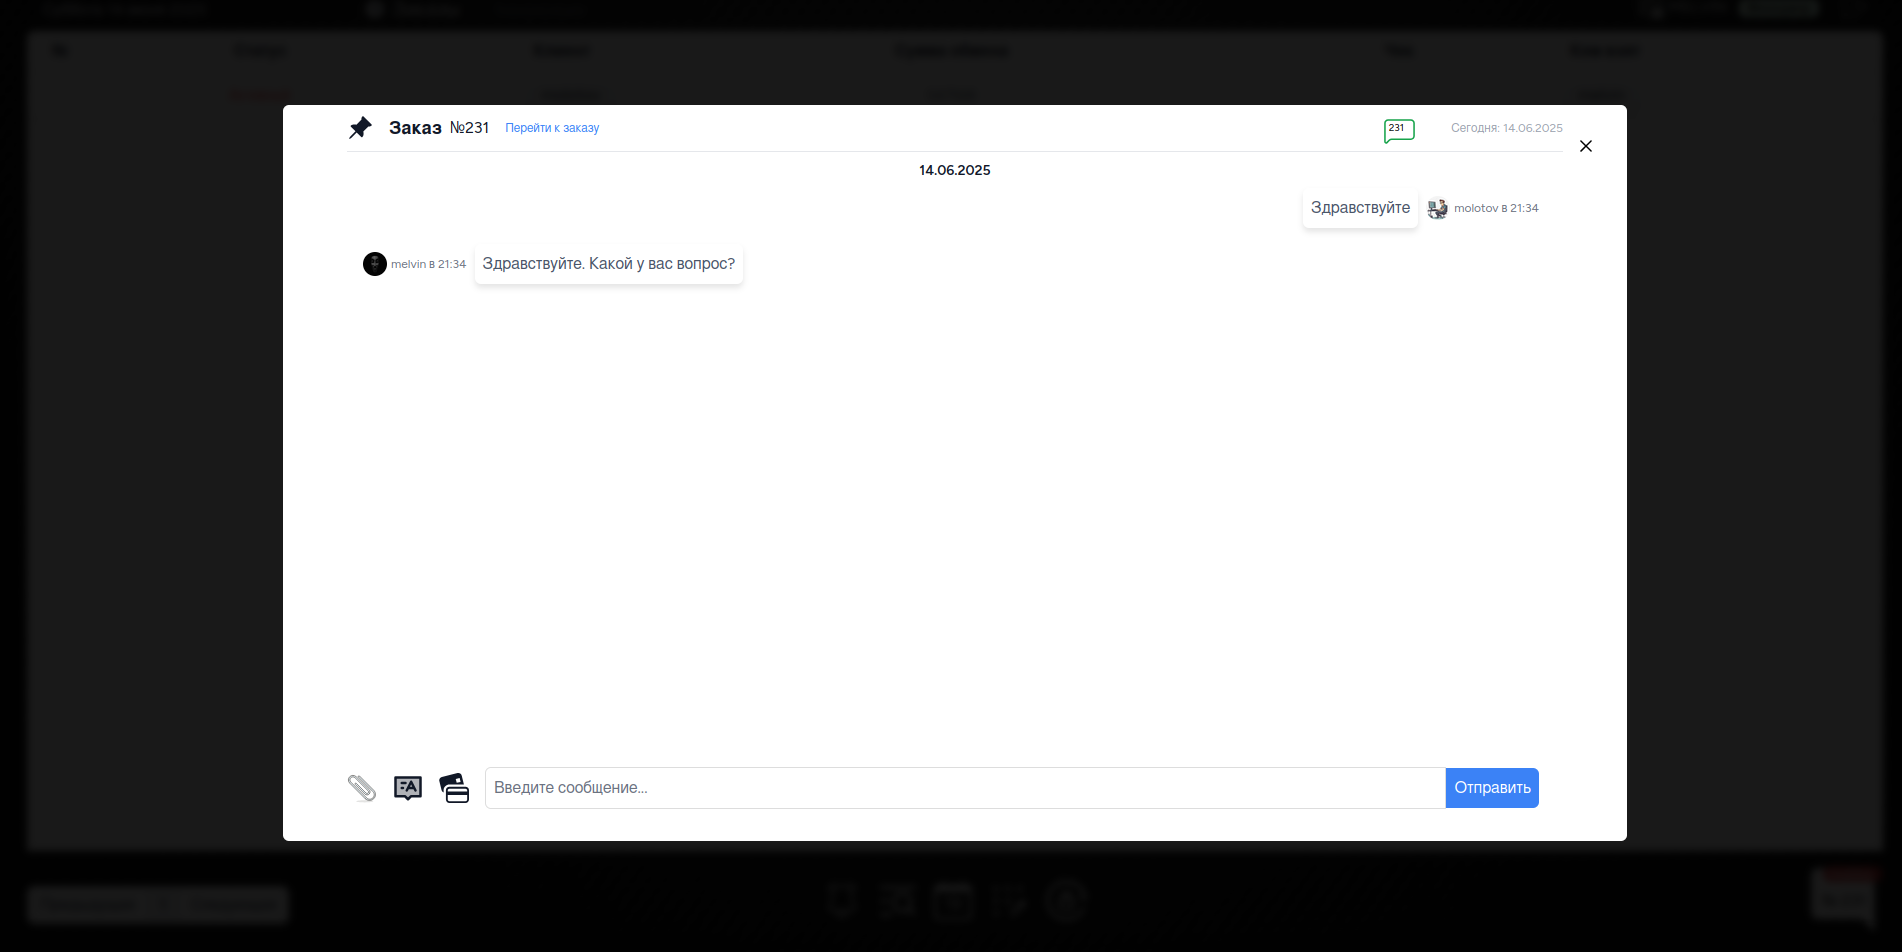 Заказ №231 Перейти к заказу 231 Сегодня: 14.06.2025
14.06.2025
Здравствуйте molotov в 21:34
melvin в 21:34 Здравствуйте. Какой у вас вопрос?
Введите сообщение... Отправить